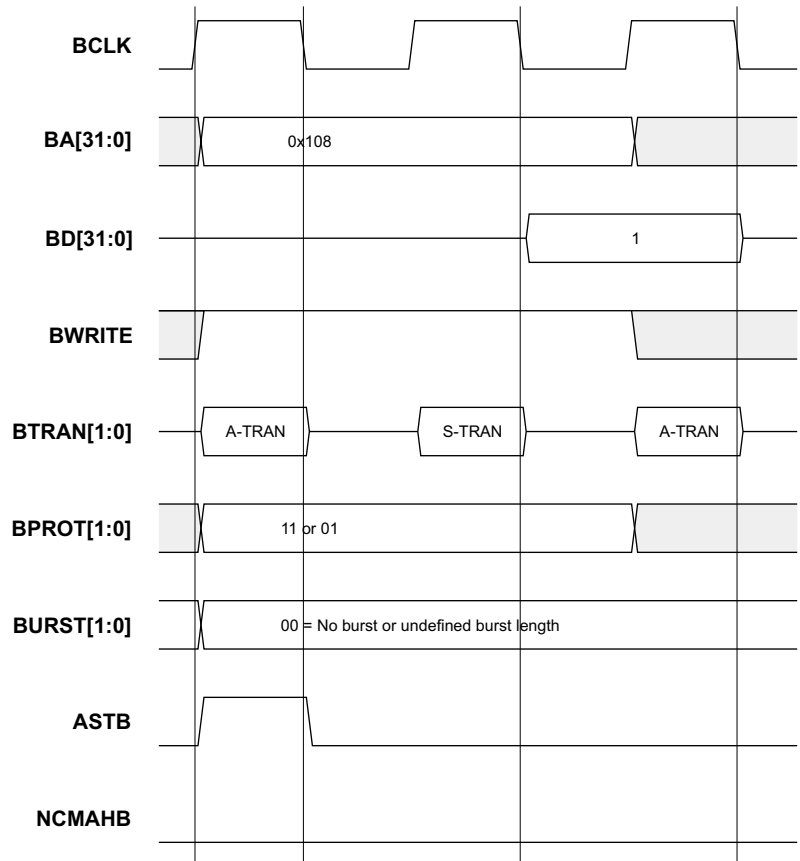 BCLK
BA[31:0]
0x108
BD[31:0]
1
BWRITE
BTRAN[1:0]
A-TRAN
S-TRAN
A-TRAN
BPROT[1:0]
11 or 01
BURST[1:0]
00 = No burst or undefined burst length
ASTB
NCMAHB